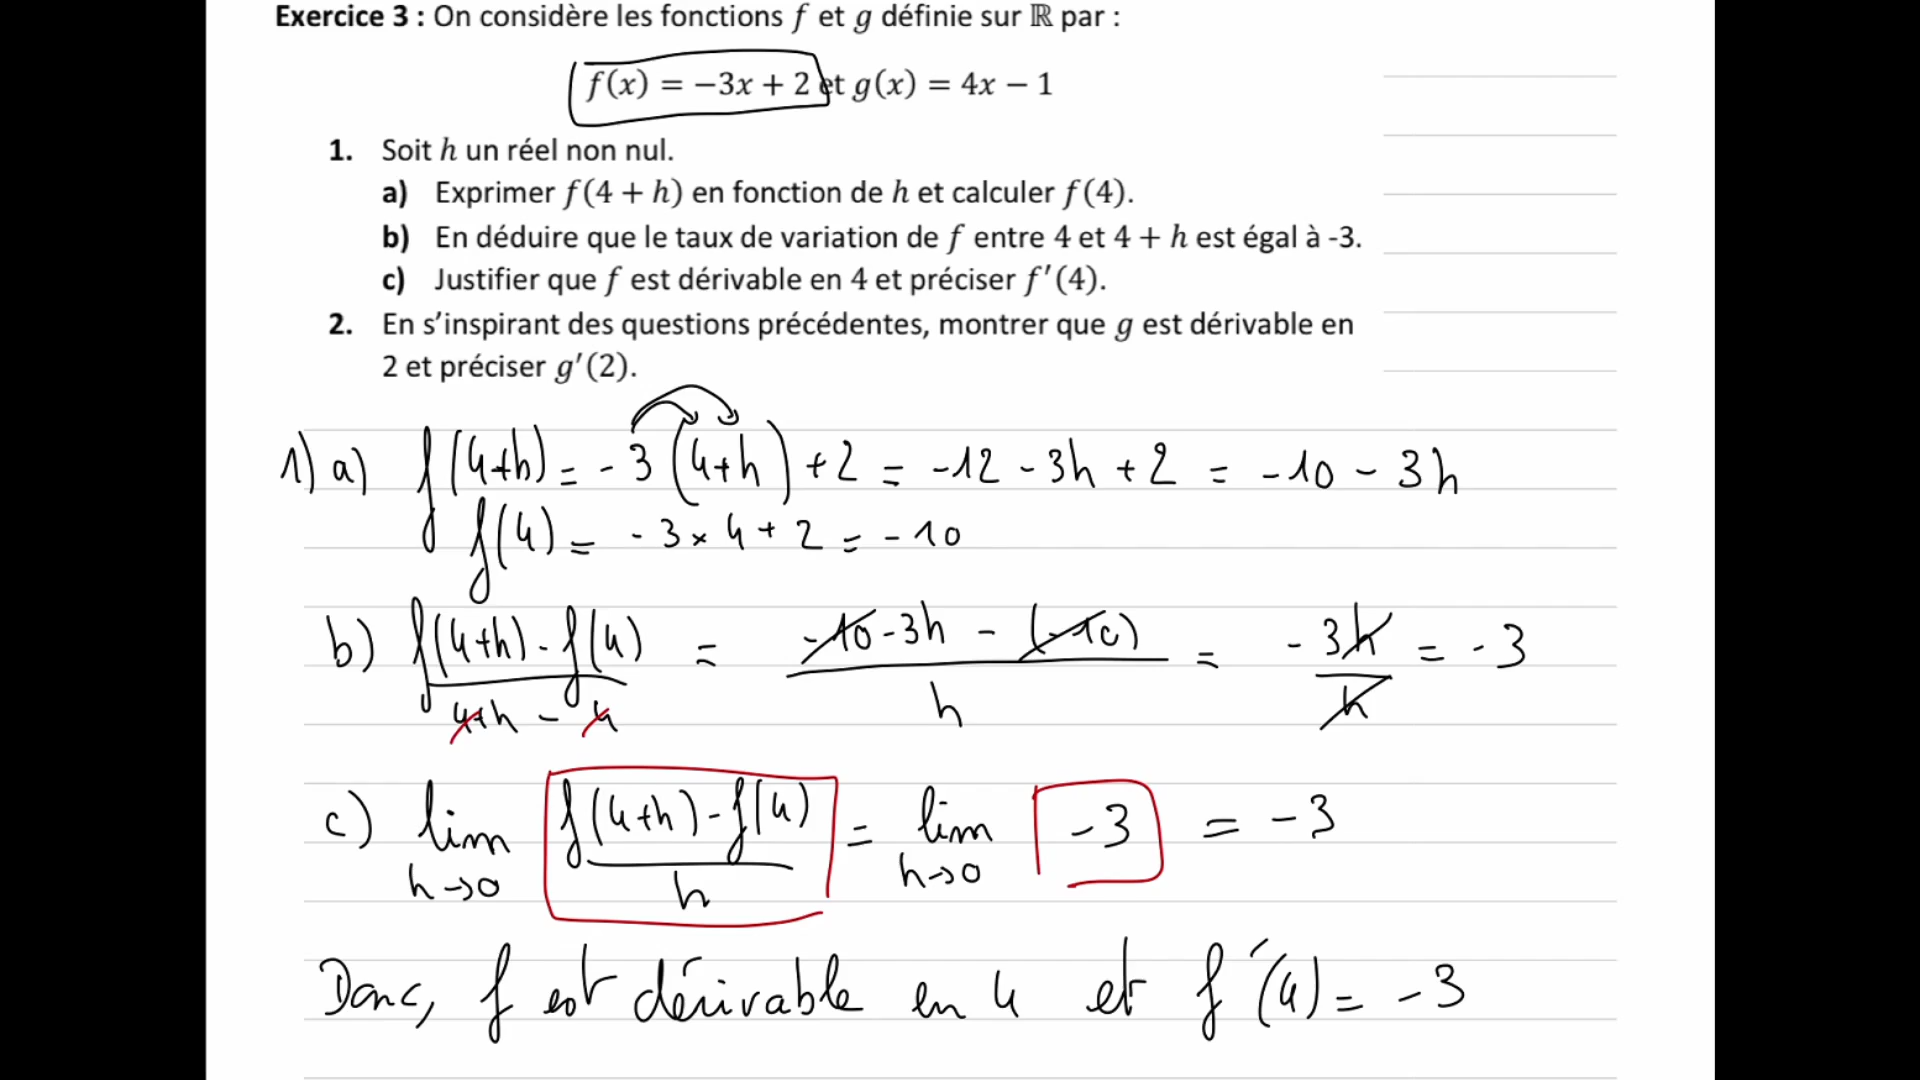 Exercice 3 : On considère les fonctions f et g définie sur ℝ par :
f(x) = −3x + 2 et g(x) = 4x − 1
1. Soit h un réel non nul.
a) Exprimer f(4 + h) en fonction de h et calculer f(4).
b) En déduire que le taux de variation de f entre 4 et 4 + h est égal à -3.
c) Justifier que f est dérivable en 4 et préciser f′(4).
2. En s’inspirant des questions précédentes, montrer que g est dérivable en
2 et préciser g′(2).
1) a) f(4+h) = -3(4+h)+2 = -12 - 3h + 2 = -10 - 3h
f(4) = -3×4+2 = -10
b) (f(4+h) - f(4))/(4+h - 4) = (-10-3h - (-10))/h = -3h/h = -3
c) lim h→0 (f(4+h) - f(4))/h = lim h→0 -3 = -3
Donc, f est dérivable en 4 et f'(4) = -3